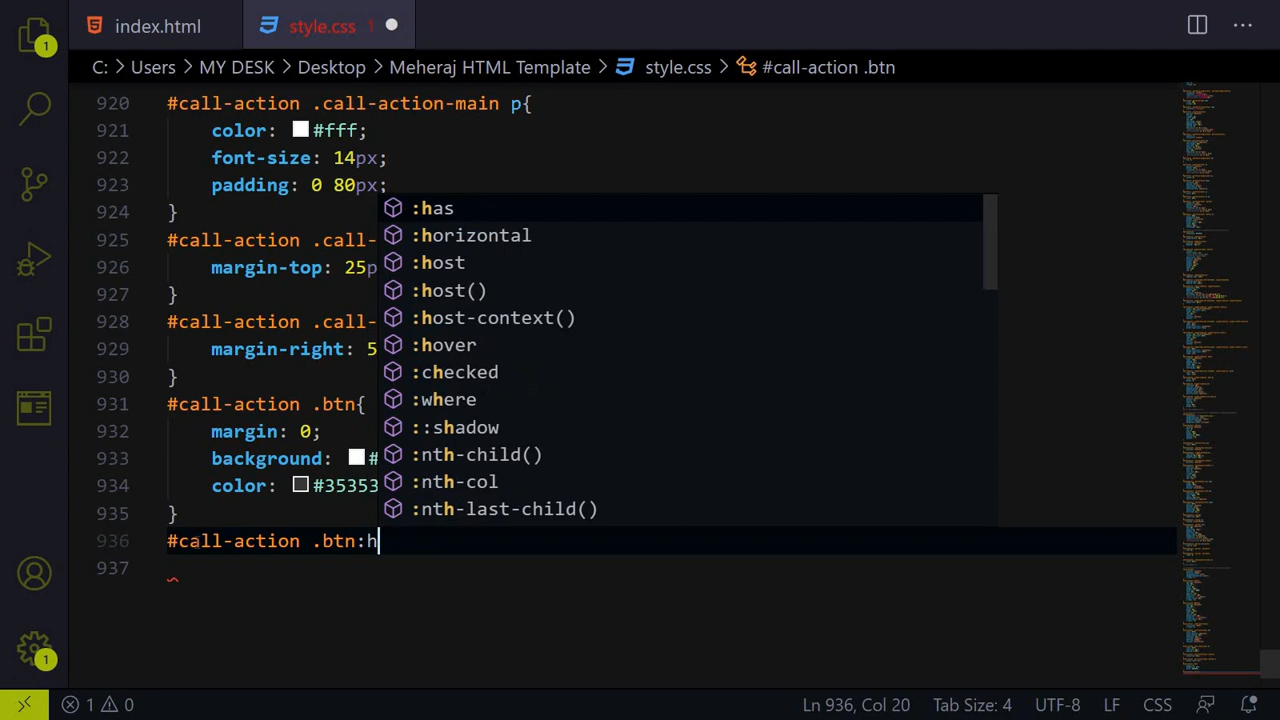 index.html
style.css 1
C: > Users > MY DESK > Desktop > Meheraj HTML Template > style.css > #call-action .btn
920 #call-action .call-action-main p{
921 color: #fff;
922 font-size: 14px;
923 padding: 0 80px;
924 }
925 #call-action .call-
926 margin-top: 25p
927 }
928 #call-action .call-
929 margin-right: 5
930 }
931 #call-action .btn{
932 margin: 0;
933 background: #
934 color: #35353
935 }
936 #call-action .btn:h
937
:has
:horizontal
:host
:host()
:host-context()
:hover
:checked
:where
::shadow
:nth-child()
:nth-col
:nth-last-child()
1
1
1 0
Ln 936, Col 20
Tab Size: 4
UTF-8
LF
CSS